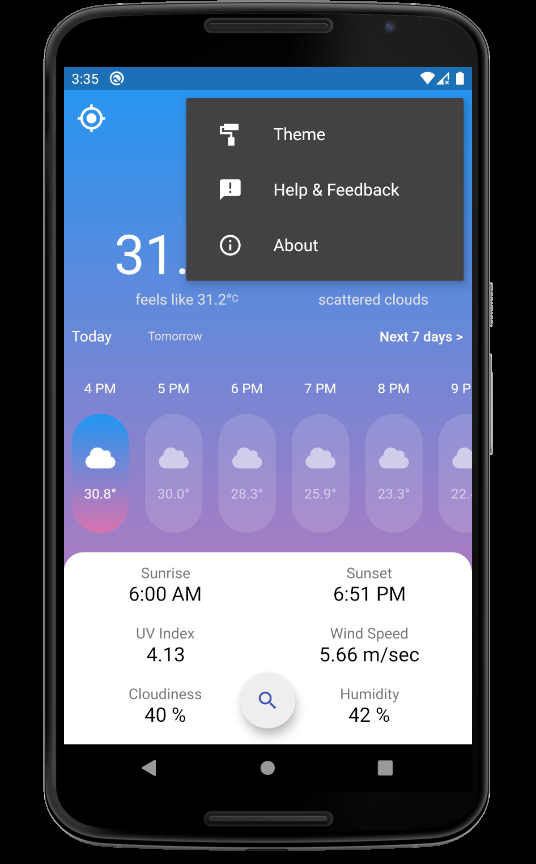 3:35
Theme
Help & Feedback
About
31.
feels like 31.2°C
scattered clouds
Today
Tomorrow
Next 7 days >
4 PM
5 PM
6 PM
7 PM
8 PM
9 P
30.8°
30.0°
28.3°
25.9°
23.3°
22.
Sunrise
Sunset
6:00 AM
6:51 PM
UV Index
Wind Speed
4.13
5.66 m/sec
Cloudiness
Humidity
40 %
42 %